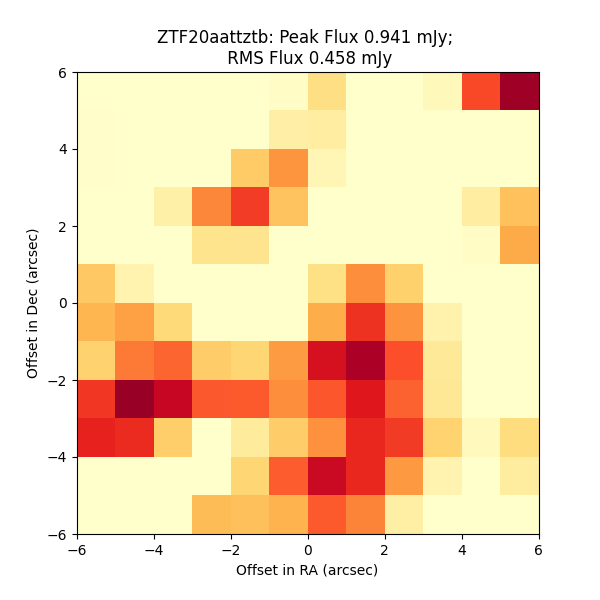 ZTF20aattztb: Peak Flux 0.941 mJy;
RMS Flux 0.458 mJy
6
4
2
0
−2
−4
−6
Offset in Dec (arcsec)
−6 −4 −2 0 2 4 6
Offset in RA (arcsec)